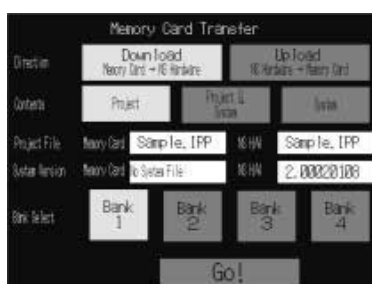 Memory Card Transfer
Direction
Download
Memory Card → NS Hardware
Upload
NS Hardware → Memory Card
Contents
Project
Project &
System
System
Project File Memory Card Sample.IPP NS H/W Sample.IPP
System Version Memory Card No System File NS H/W 2.00020108
Bank Select
Bank
1
Bank
2
Bank
3
Bank
4
Go!